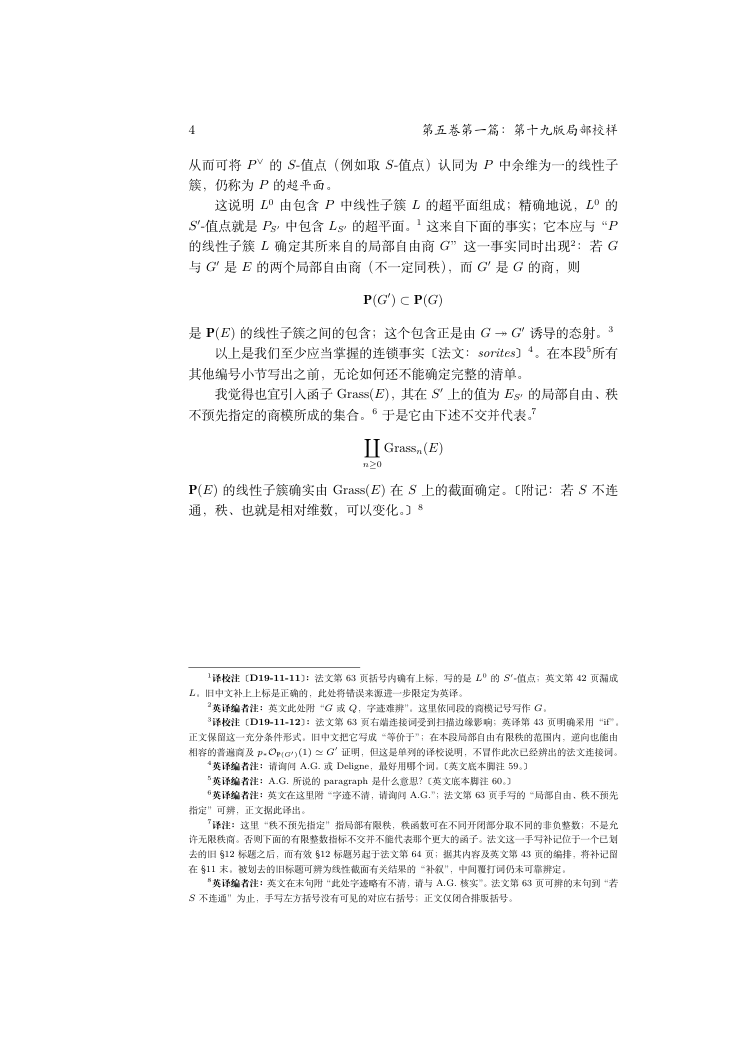 4 第五卷第一篇：第十九版局部校样
从而可将 P∨ 的 S-值点（例如取 S-值点）认同为 P 中余维为一的线性子
簇，仍称为 P 的超平面。
这说明 L⁰ 由包含 P 中线性子簇 L 的超平面组成；精确地说，L⁰ 的
S′-值点就是 P_{S′} 中包含 L_{S′} 的超平面。¹ 这来自下面的事实；它本应与 “P
的线性子簇 L 确定其所来自的局部自由商 G” 这一事实同时出现²：若 G
与 G′ 是 E 的两个局部自由商（不一定同秩），而 G′ 是 G 的商，则
P(G′) ⊂ P(G)
是 P(E) 的线性子簇之间的包含；这个包含正是由 G ↠ G′ 诱导的态射。³
以上是我们至少应当掌握的连锁事实〔法文：sorites〕⁴。在本段⁵所有
其他编号小节写出之前，无论如何还不能确定完整的清单。
我觉得也宜引入函子 Grass(E)，其在 S′ 上的值为 E_{S′} 的局部自由、秩
不预先指定的商模所成的集合。⁶ 于是它由下述不交并代表。⁷
∐_{n≥0} Grass_n(E)
P(E) 的线性子簇确实由 Grass(E) 在 S 上的截面确定。〔附记：若 S 不连
通，秩、也就是相对维数，可以变化。〕⁸
¹译校注〔D19-11-11〕：法文第 63 页括号内确有上标，写的是 L⁰ 的 S′-值点；英文第 42 页漏成
L。旧中文补上上标是正确的，此处将错误来源进一步限定为英译。
²英译编者注：英文此处附 “G 或 Q，字迹难辨”。这里依同段的商模记号写作 G。
³译校注〔D19-11-12〕：法文第 63 页右端连接词受到扫描边缘影响；英译第 43 页明确采用 “if”。
正文保留这一充分条件形式。旧中文把它写成 “等价于”；在本段局部自由有限秩的范围内，逆向也能由
相容的普遍商及 p_*O_{P(G′)}(1) ≃ G′ 证明，但这是单列的译校说明，不冒作此次已经辨出的法文连接词。
⁴英译编者注：请询问 A.G. 或 Deligne，最好用哪个词。〔英文底本脚注 59。〕
⁵英译编者注：A.G. 所说的 paragraph 是什么意思？〔英文底本脚注 60。〕
⁶英译编者注：英文在这里附 “字迹不清，请询问 A.G.”；法文第 63 页手写的 “局部自由、秩不预先
指定” 可辨，正文据此译出。
⁷译注：这里 “秩不预先指定” 指局部有限秩，秩函数可在不同开闭部分取不同的非负整数；不是允
许无限秩商。否则下面的有限整数指标不交并不能代表那个更大的函子。法文这一手写补记位于一个已划
去的旧 §12 标题之后，而有效 §12 标题另起于法文第 64 页；据其内容及英文第 43 页的编排，将补记留
在 §11 末。被划去的旧标题可辨为线性截面有关结果的 “补叙”，中间覆打词仍未可靠辨定。
⁸英译编者注：英文在末句附 “此处字迹略有不清，请与 A.G. 核实”。法文第 63 页可辨的末句到 “若
S 不连通” 为止，手写左方括号没有可见的对应右括号；正文仅闭合排版括号。